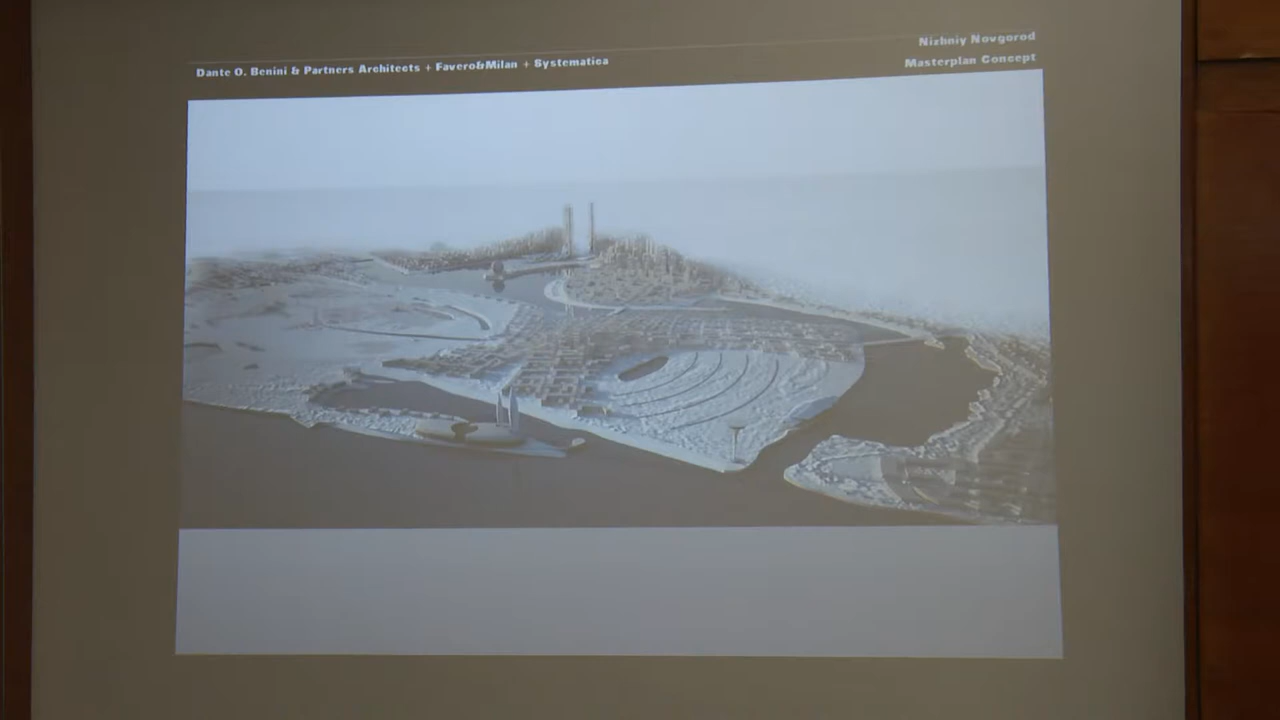 Dante O. Benini & Partners Architects + Favero&Milan + Systematica
Nizhniy Novgorod
Masterplan Concept